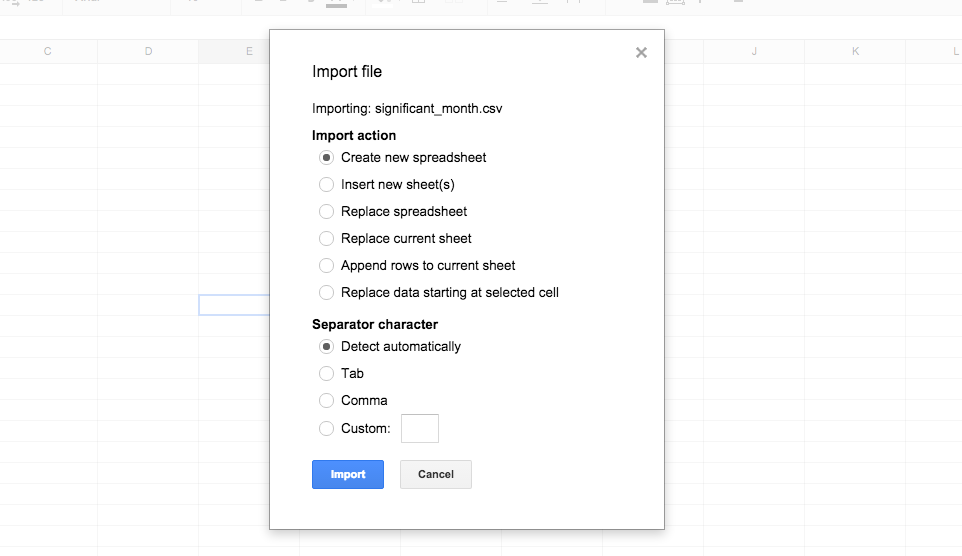 C D E J K L
Import file
Importing: significant_month.csv
Import action
Create new spreadsheet
Insert new sheet(s)
Replace spreadsheet
Replace current sheet
Append rows to current sheet
Replace data starting at selected cell
Separator character
Detect automatically
Tab
Comma
Custom:
Import Cancel